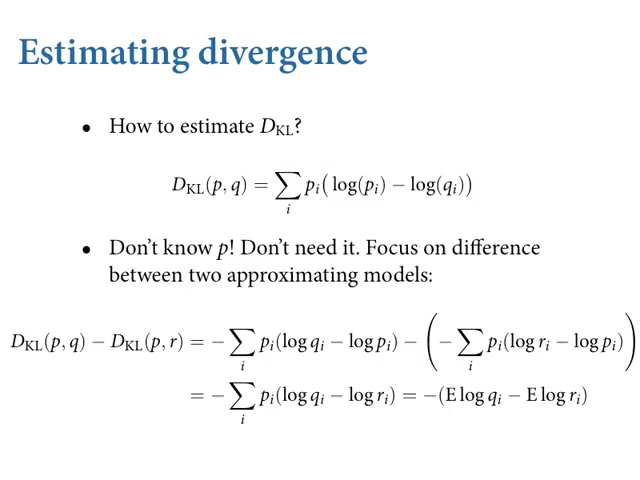 Estimating divergence
• How to estimate D_KL?
D_KL(p, q) = ∑_i p_i( log(p_i) − log(q_i))
• Don’t know p! Don’t need it. Focus on difference
between two approximating models:
D_KL(p, q) − D_KL(p, r) = − ∑_i p_i(log q_i − log p_i) − (− ∑_i p_i(log r_i − log p_i))
= − ∑_i p_i(log q_i − log r_i) = −(E log q_i − E log r_i)